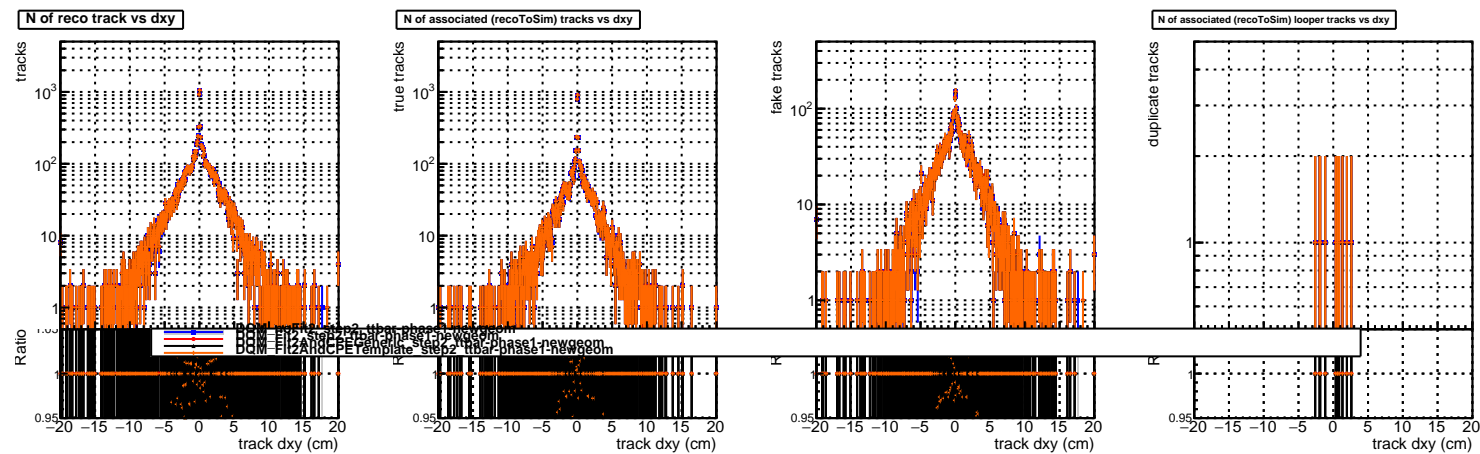 N of reco track vs dxy
tracks
10³
10²
10
1
1.05
Ratio
1
0.95
−20 −15 −10 −5 0 5 10 15 20
track dxy (cm)
N of associated (recoToSim) tracks vs dxy
true tracks
10³
10²
10
1
1
0.95
−20 −15 −10 −5 0 5 10 15 20
track dxy (cm)
fake tracks
10²
10
1
1
0.95
−20 −15 −10 −5 0 5 10 15 20
track dxy (cm)
N of associated (recoToSim) looper tracks vs dxy
duplicate tracks
1
1
0.95
−20 −15 −10 −5 0 5 10 15 20
track dxy (cm)
DQM_Fit2AndCPEGeneric_step2_ttbar-phase1-newgeom
DQM_Fit2AndCPETemplate_step2_ttbar-phase1-newgeom